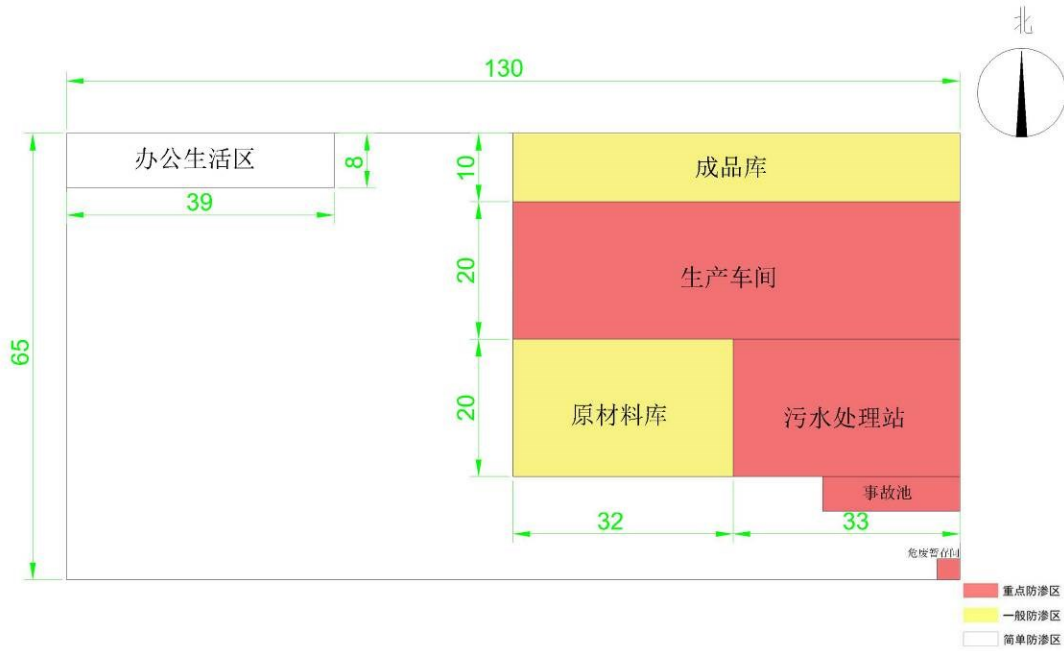 北
130
办公生活区
8
10
成品库
39
20
生产车间
65
20
原材料库
污水处理站
事故池
32
33
危废暂存间
重点防渗区
一般防渗区
简单防渗区